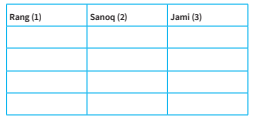 Rang (1) Sanoq (2) Jami (3)